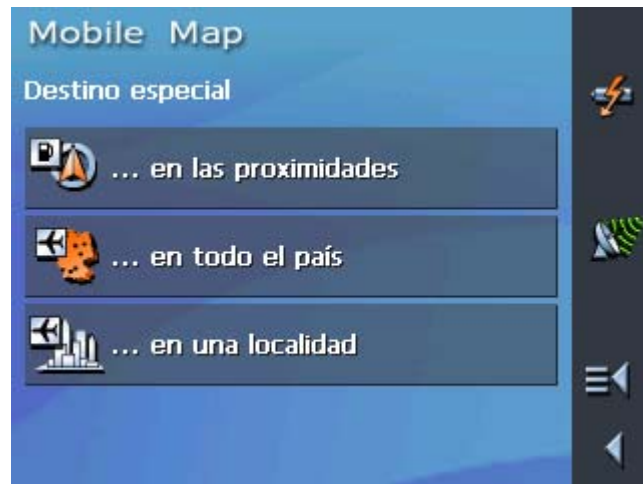 Mobile Map
Destino especial
... en las proximidades
... en todo el país
... en una localidad